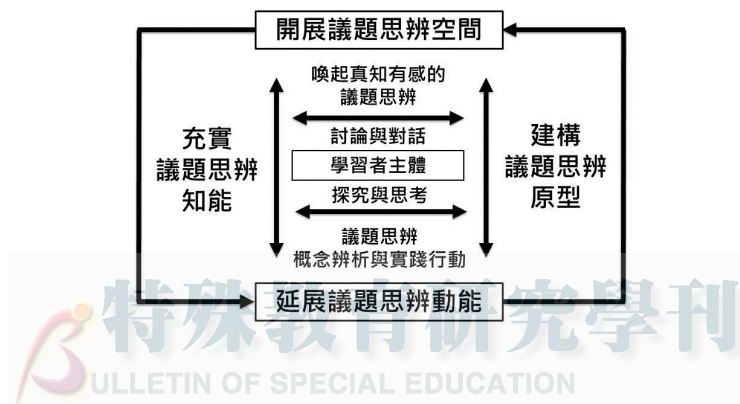 開展議題思辨空間
喚起真知有感的
議題思辨
討論與對話
學習者主體
探究與思考
議題思辨
概念辨析與實踐行動
充實
議題思辨
知能
建構
議題思辨
原型
延展議題思辨動能
特殊教育研究學刊
BULLETIN OF SPECIAL EDUCATION